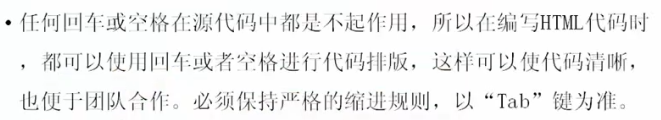 • 任何回车或空格在源代码中都是不起作用，所以在编写HTML代码时
，都可以使用回车或者空格进行代码排版，这样可以使代码清晰，
也便于团队合作。必须保持严格的缩进规则，以“Tab”键为准。